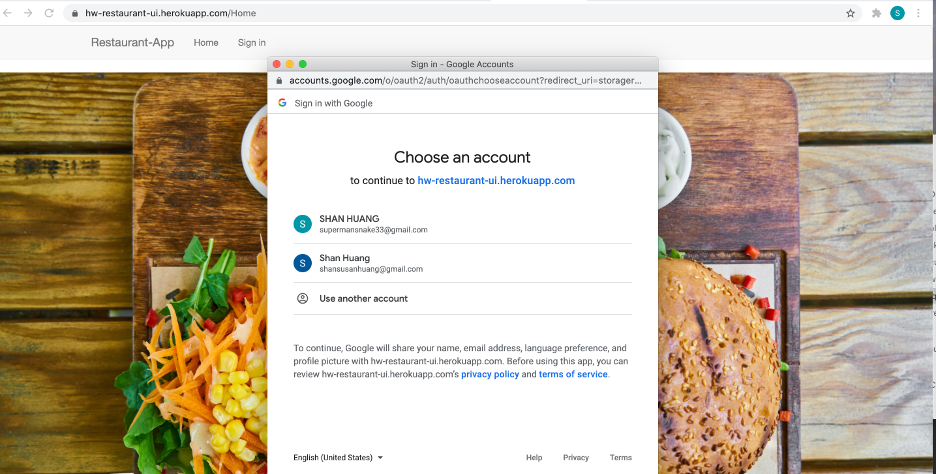 hw-restaurant-ui.herokuapp.com/Home
S
Restaurant-App Home Sign in
Sign in - Google Accounts
accounts.google.com/o/oauth2/auth/oauthchooseaccount?redirect_uri=storager...
G Sign in with Google
Choose an account
to continue to hw-restaurant-ui.herokuapp.com
S SHAN HUANG
supermansnake33@gmail.com
S Shan Huang
shansusanhuang@gmail.com
Use another account
To continue, Google will share your name, email address, language preference, and
profile picture with hw-restaurant-ui.herokuapp.com. Before using this app, you can
review hw-restaurant-ui.herokuapp.com's privacy policy and terms of service.
English (United States) Help Privacy Terms